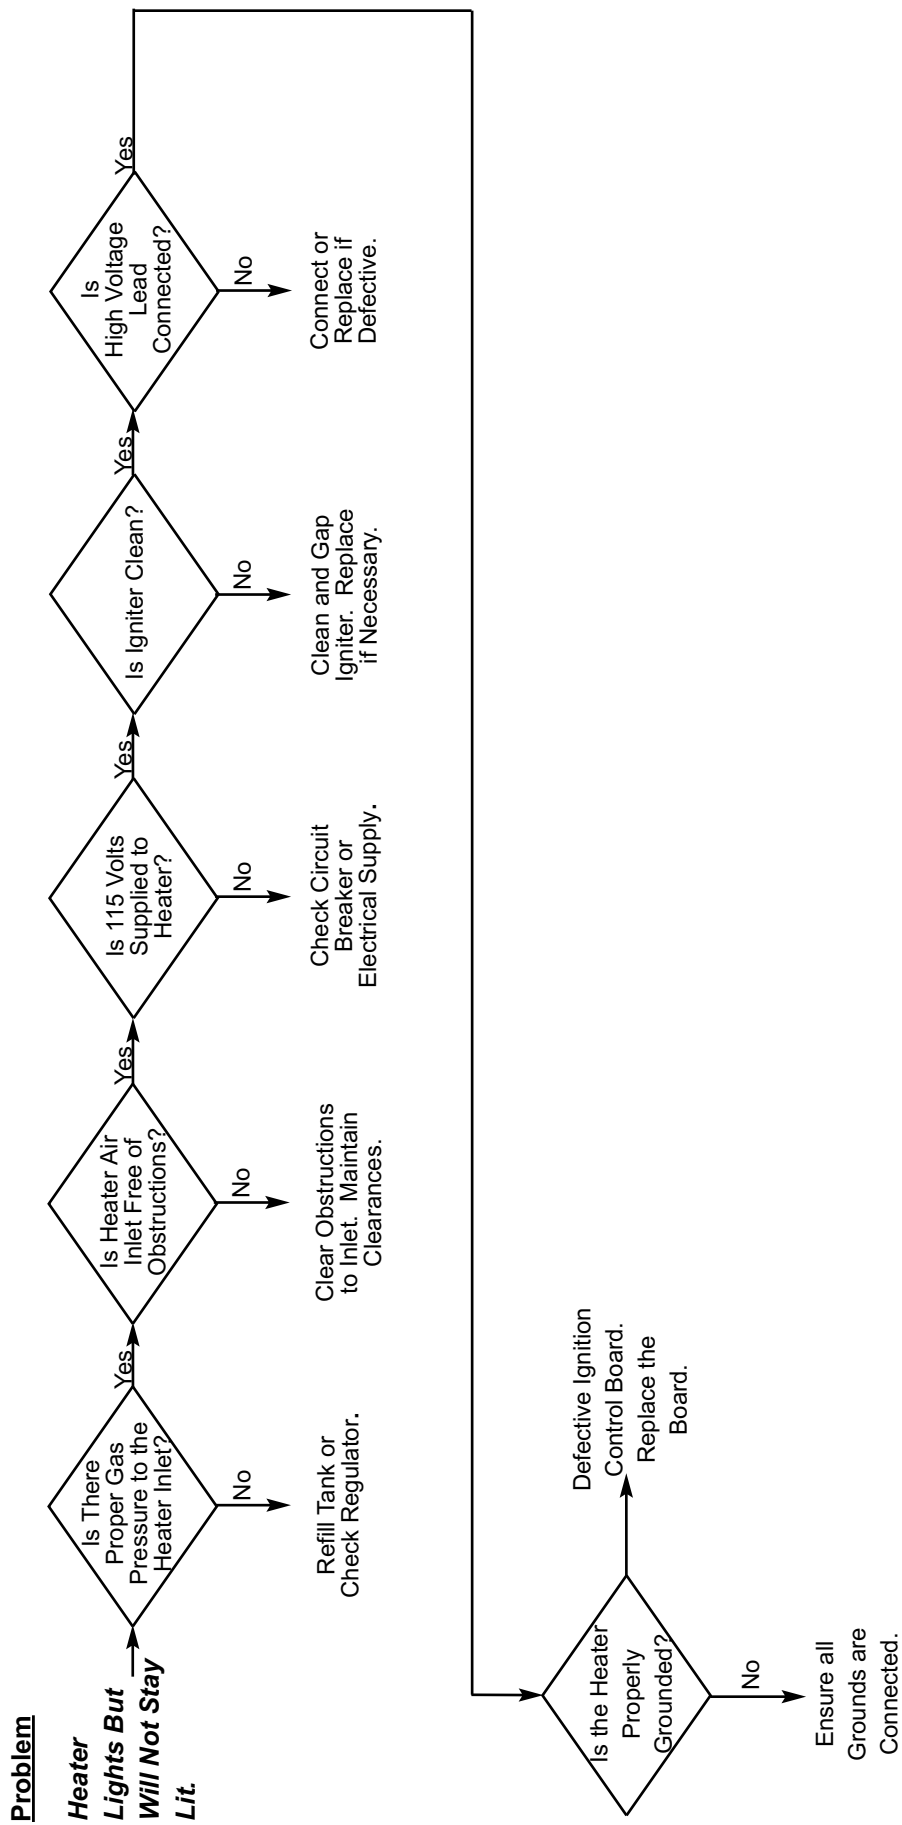 Problem
Heater
Lights But
Will Not Stay
Lit.
Is There
Proper Gas
Pressure to the
Heater Inlet?
Yes
No
Refill Tank or
Check Regulator.
Is Heater Air
Inlet Free of
Obstructions?
Yes
No
Clear Obstructions
to Inlet. Maintain
Clearances.
Is 115 Volts
Supplied to
Heater?
Yes
No
Check Circuit
Breaker or
Electrical Supply.
Is Igniter Clean?
Yes
No
Clean and Gap
Igniter. Replace
if Necessary.
Is
High Voltage
Lead
Connected?
Yes
No
Connect or
Replace if
Defective.
Is the Heater
Properly
Grounded?
No
Ensure all
Grounds are
Connected.
Defective Ignition
Control Board.
Replace the
Board.